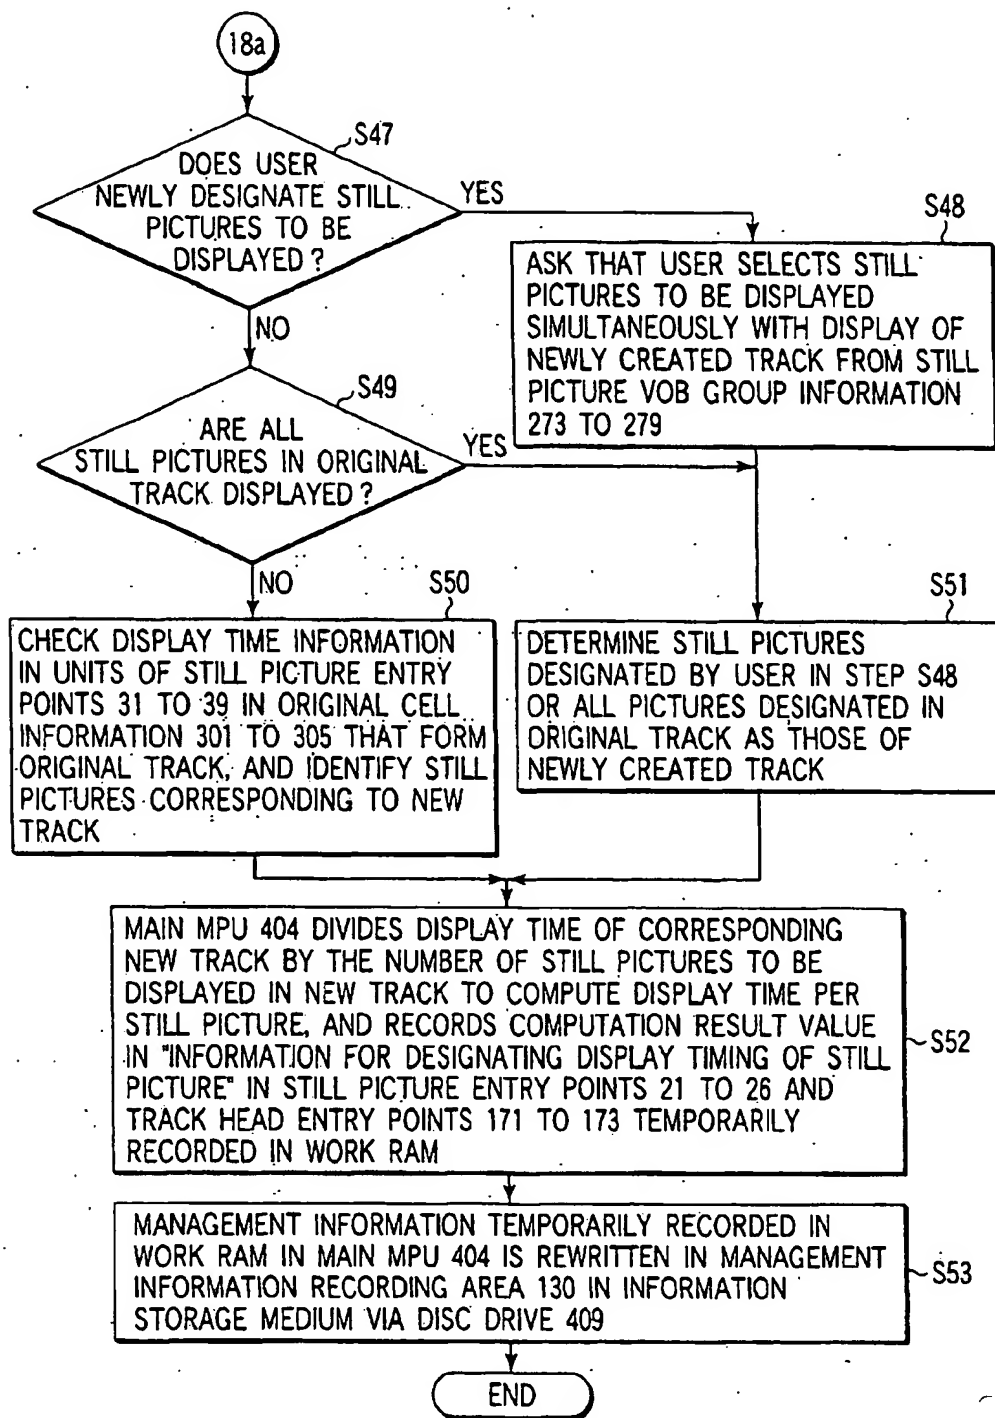 18a
S47
DOES USER
NEWLY DESIGNATE STILL
PICTURES TO BE
DISPLAYED?
YES
NO
S48
ASK THAT USER SELECTS STILL
PICTURES TO BE DISPLAYED
SIMULTANEOUSLY WITH DISPLAY OF
NEWLY CREATED TRACK FROM STILL
PICTURE VOB GROUP INFORMATION
273 TO 279
S49
ARE ALL
STILL PICTURES IN ORIGINAL
TRACK DISPLAYED?
YES
NO
S50
CHECK DISPLAY TIME INFORMATION
IN UNITS OF STILL PICTURE ENTRY
POINTS 31 TO 39 IN ORIGINAL CELL
INFORMATION 301 TO 305 THAT FORM
ORIGINAL TRACK, AND IDENTIFY STILL
PICTURES CORRESPONDING TO NEW
TRACK
S51
DETERMINE STILL PICTURES
DESIGNATED BY USER IN STEP S48
OR ALL PICTURES DESIGNATED IN
ORIGINAL TRACK AS THOSE OF
NEWLY CREATED TRACK
MAIN MPU 404 DIVIDES DISPLAY TIME OF CORRESPONDING
NEW TRACK BY THE NUMBER OF STILL PICTURES TO BE
DISPLAYED IN NEW TRACK TO COMPUTE DISPLAY TIME PER
STILL PICTURE, AND RECORDS COMPUTATION RESULT VALUE
IN "INFORMATION FOR DESIGNATING DISPLAY TIMING OF STILL
PICTURE" IN STILL PICTURE ENTRY POINTS 21 TO 26 AND
TRACK HEAD ENTRY POINTS 171 TO 173 TEMPORARILY
RECORDED IN WORK RAM
S52
MANAGEMENT INFORMATION TEMPORARILY RECORDED IN
WORK RAM IN MAIN MPU 404 IS REWRITTEN IN MANAGEMENT
INFORMATION RECORDING AREA 130 IN INFORMATION
STORAGE MEDIUM VIA DISC DRIVE 409
S53
END